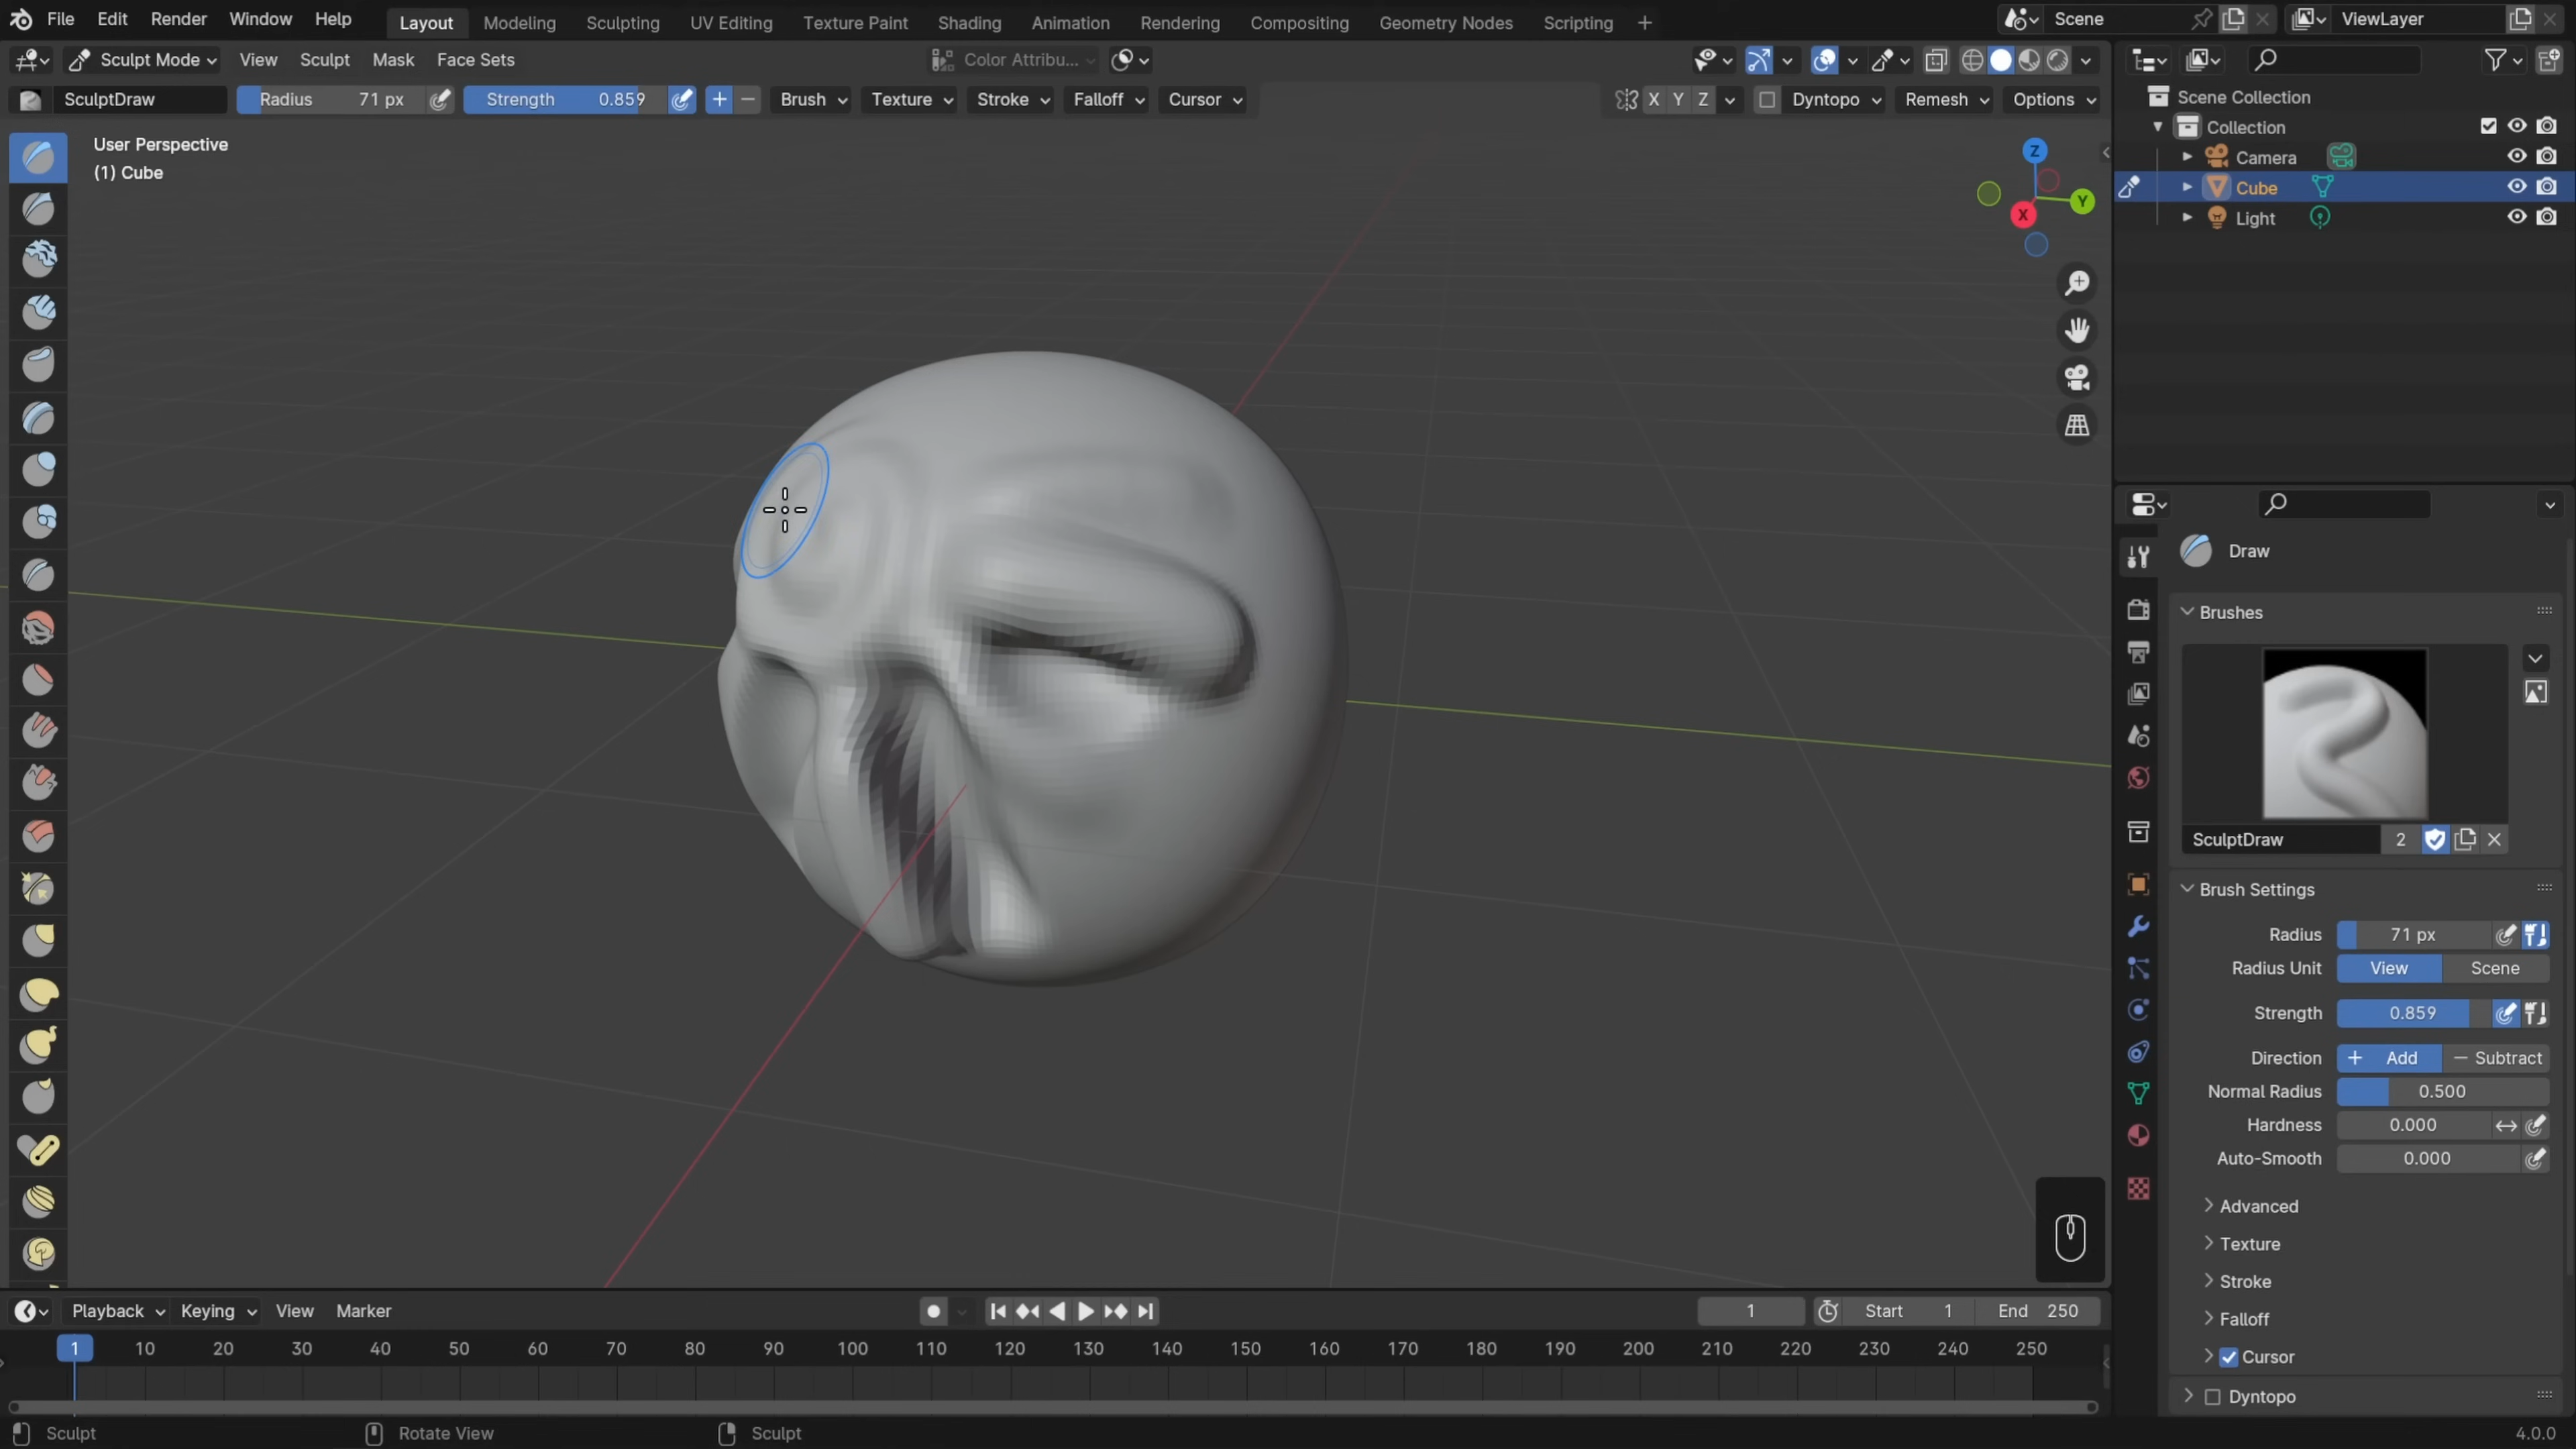 File Edit Render Window Help Layout Modeling Sculpting UV Editing Texture Paint Shading Animation Rendering Compositing Geometry Nodes Scripting + Scene ViewLayer
Sculpt Mode View Sculpt Mask Face Sets Color Attribu...
SculptDraw Radius 71 px Strength 0.859 Brush Texture Stroke Falloff Cursor X Y Z Dyntopo Remesh Options
User Perspective
(1) Cube
Z
Y
X
Scene Collection
Collection
Camera
Cube
Light
Draw
Brushes
SculptDraw 2
Brush Settings
Radius 71 px
Radius Unit View Scene
Strength 0.859
Direction + Add − Subtract
Normal Radius 0.500
Hardness 0.000
Auto-Smooth 0.000
Advanced
Texture
Stroke
Falloff
Cursor
Dyntopo
Playback Keying View Marker 1 Start 1 End 250
1 10 20 30 40 50 60 70 80 90 100 110 120 130 140 150 160 170 180 190 200 210 220 230 240 250
Sculpt Rotate View Sculpt 4.0.0